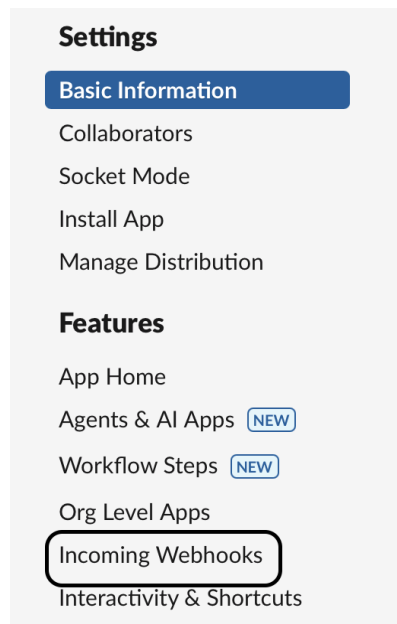 Settings
Basic Information
Collaborators
Socket Mode
Install App
Manage Distribution
Features
App Home
Agents & AI Apps NEW
Workflow Steps NEW
Org Level Apps
Incoming Webhooks
Interactivity & Shortcuts